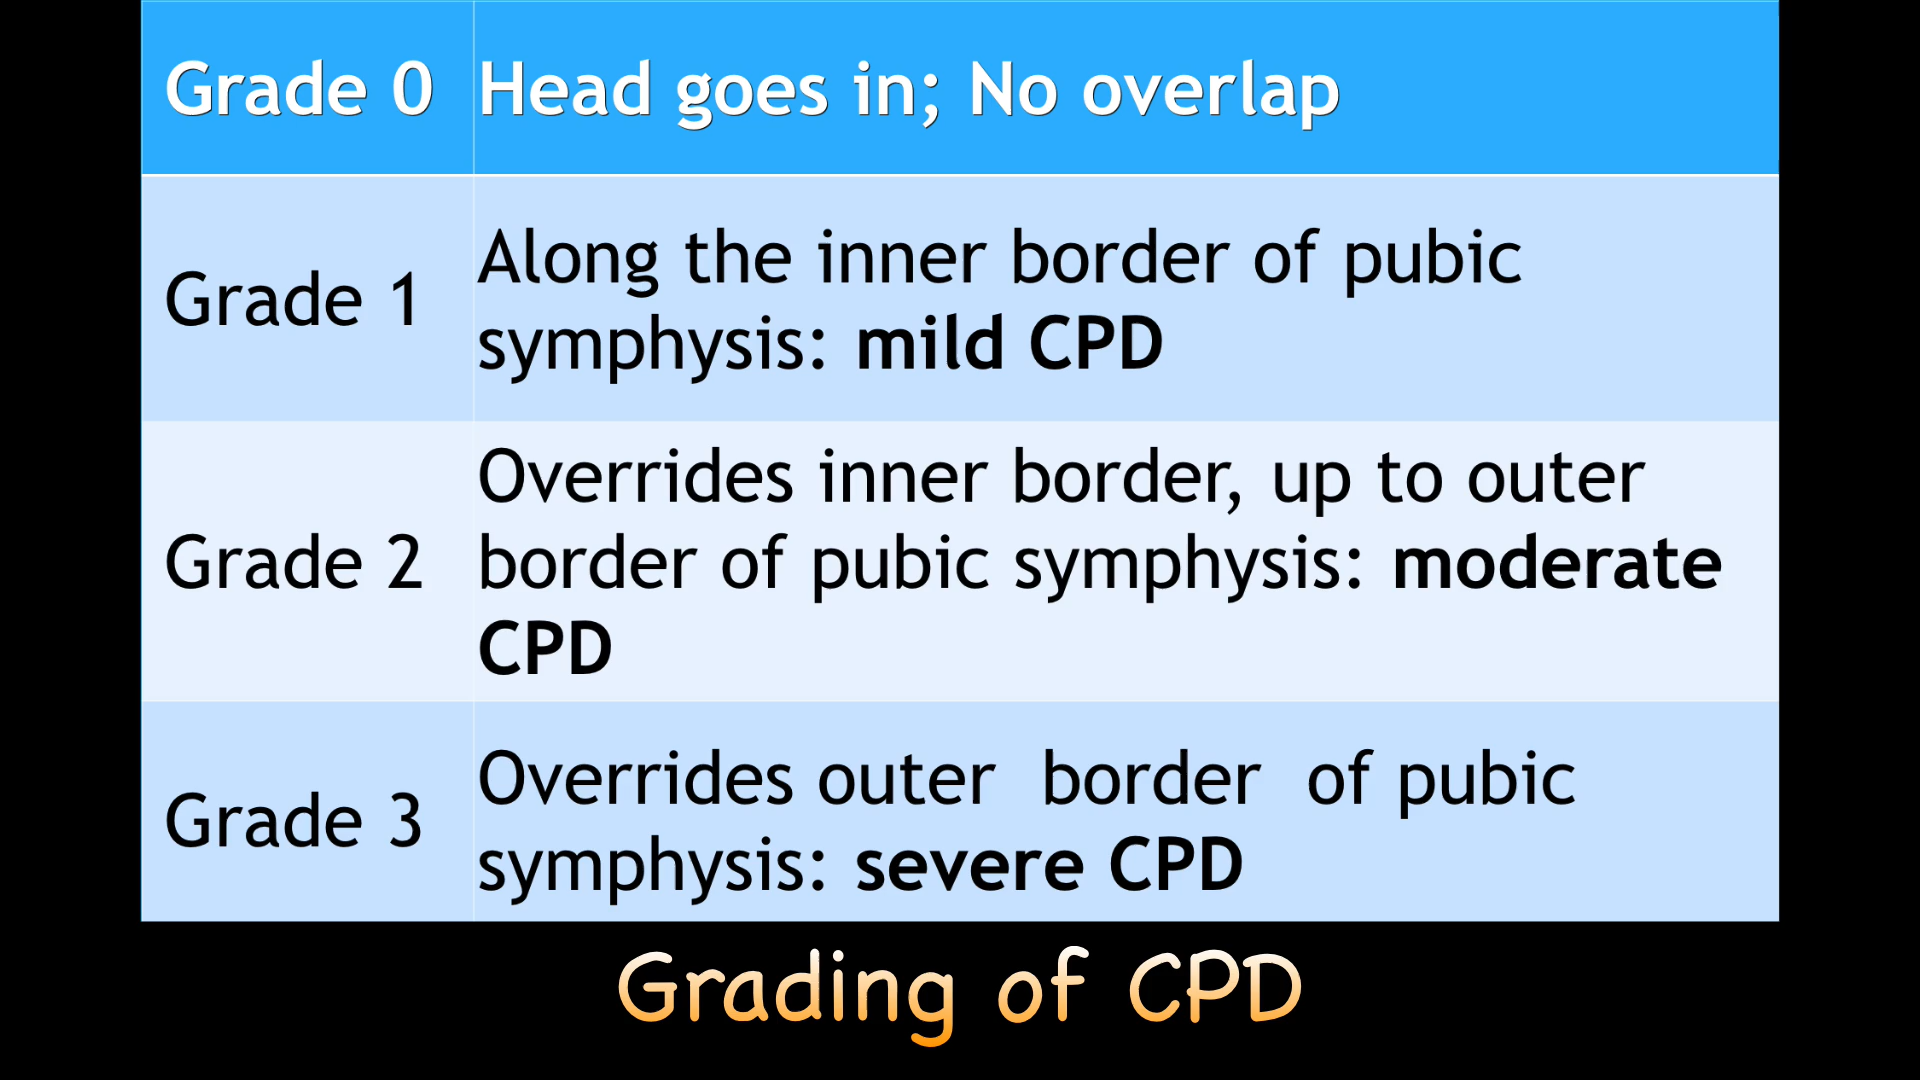 Grade 0 Head goes in; No overlap
Grade 1
Along the inner border of pubic
symphysis: mild CPD
Grade 2
Overrides inner border, up to outer
border of pubic symphysis: moderate
CPD
Grade 3
Overrides outer border of pubic
symphysis: severe CPD
Grading of CPD